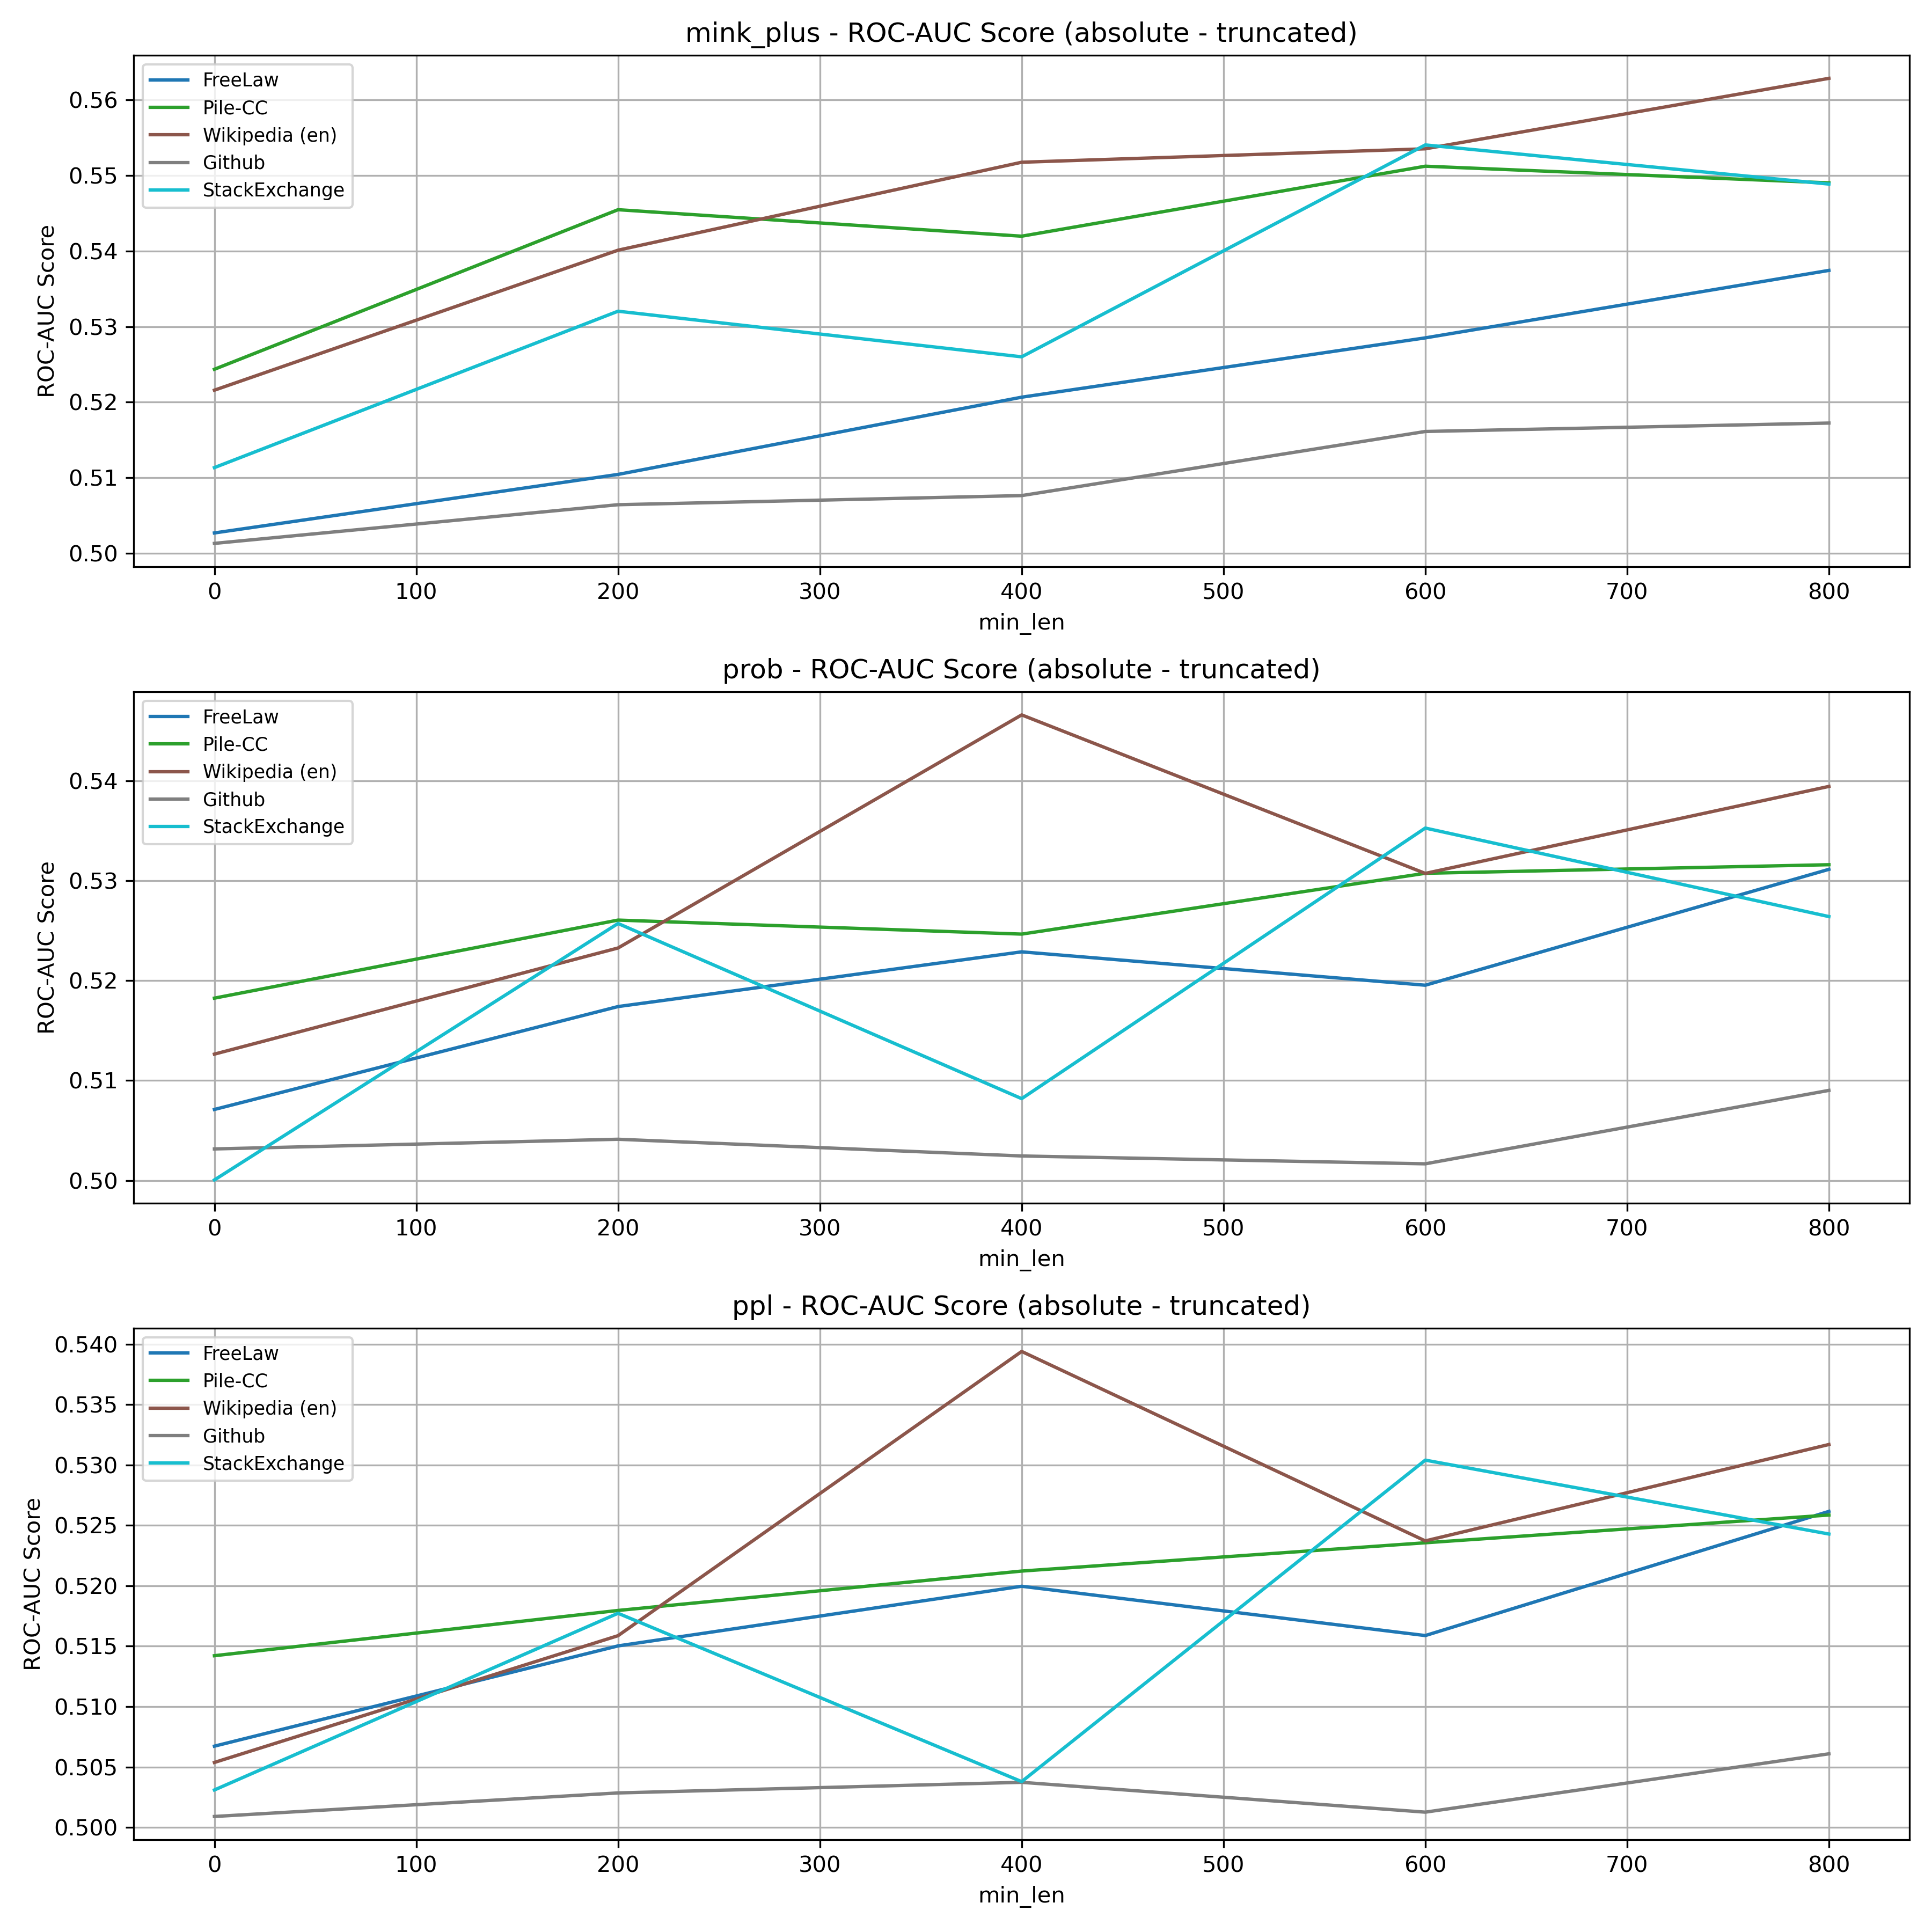 mink_plus - ROC-AUC Score (absolute - truncated)
FreeLaw
Pile-CC
Wikipedia (en)
Github
StackExchange
ROC-AUC Score
0.56
0.55
0.54
0.53
0.52
0.51
0.50
0 100 200 300 400 500 600 700 800
min_len
prob - ROC-AUC Score (absolute - truncated)
FreeLaw
Pile-CC
Wikipedia (en)
Github
StackExchange
ROC-AUC Score
0.54
0.53
0.52
0.51
0.50
0 100 200 300 400 500 600 700 800
min_len
ppl - ROC-AUC Score (absolute - truncated)
FreeLaw
Pile-CC
Wikipedia (en)
Github
StackExchange
ROC-AUC Score
0.540
0.535
0.530
0.525
0.520
0.515
0.510
0.505
0.500
0 100 200 300 400 500 600 700 800
min_len